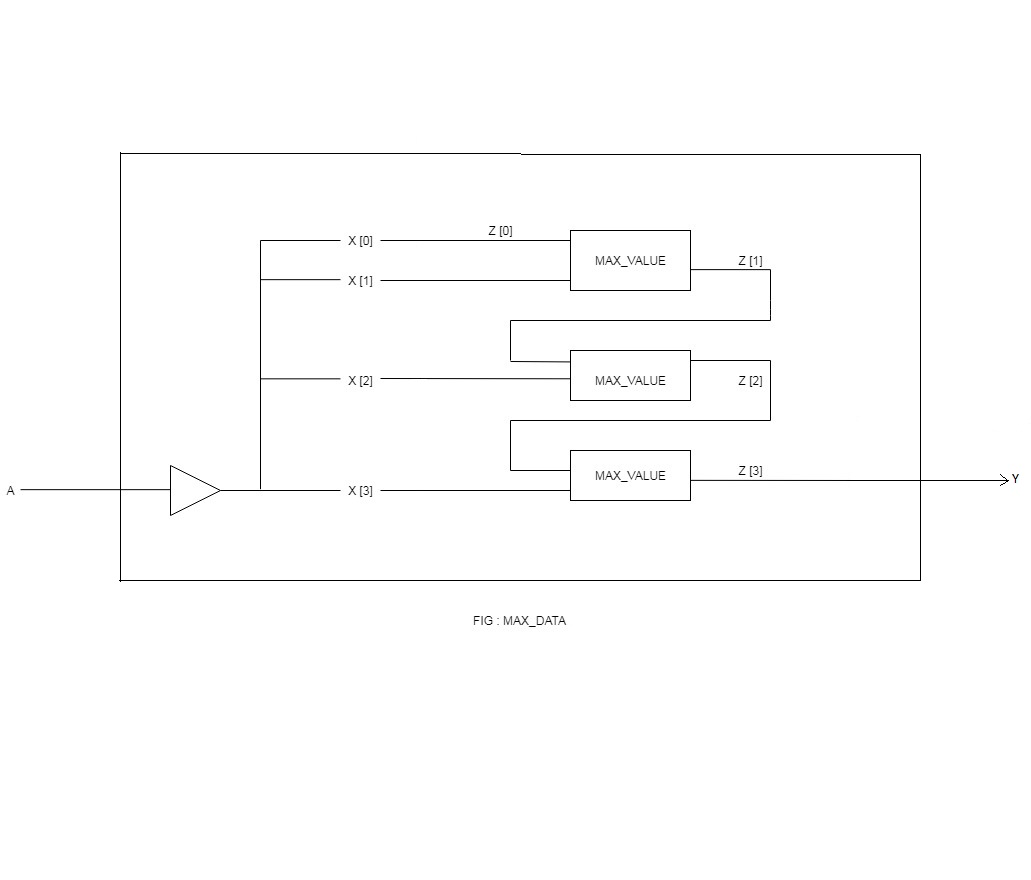 Z [0]
X [0]
MAX_VALUE
Z [1]
X [1]
X [2]
MAX_VALUE
Z [2]
Z [3]
MAX_VALUE
Y
A
X [3]
FIG : MAX_DATA